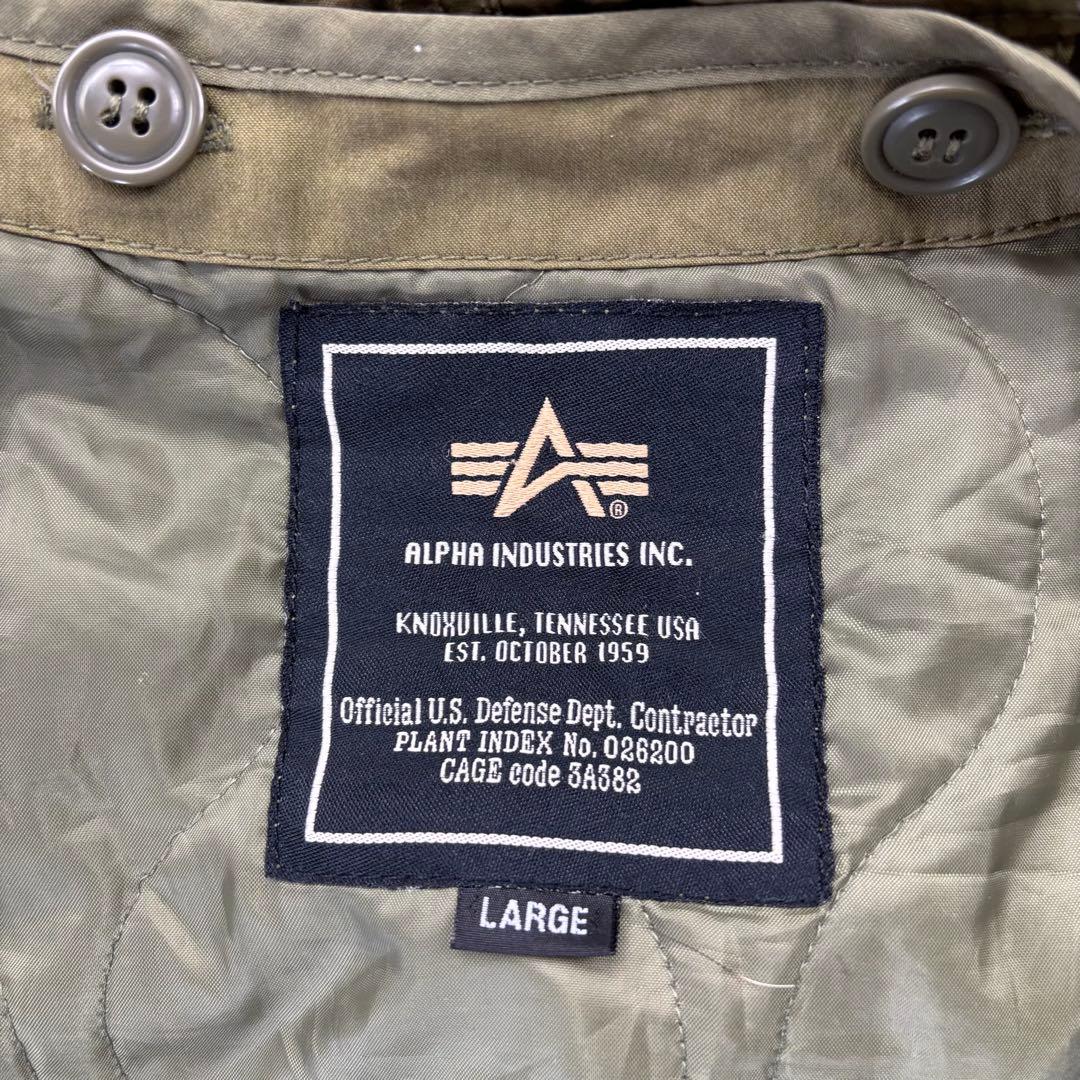 ®
ALPHA INDUSTRIES INC.
KNOXVILLE, TENNESSEE USA
EST. OCTOBER 1959
Official U.S. Defense Dept. Contractor
PLANT INDEX No. 026200
CAGE code 3A382
LARGE